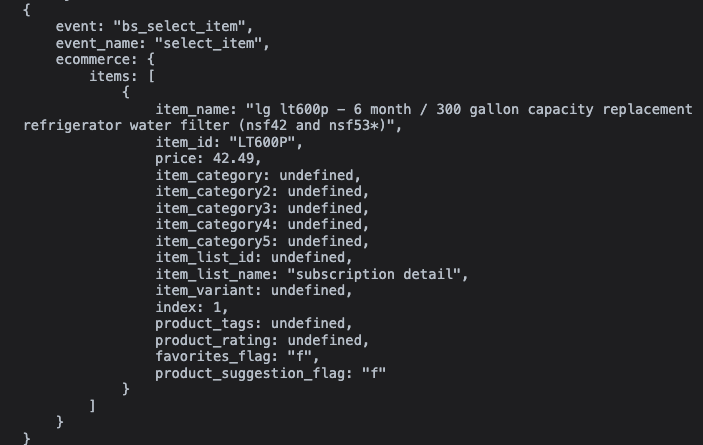 {
    event: "bs_select_item",
    event_name: "select_item",
    ecommerce: {
        items: [
            {
                item_name: "lg lt600p – 6 month / 300 gallon capacity replacement
refrigerator water filter (nsf42 and nsf53*)",
                item_id: "LT600P",
                price: 42.49,
                item_category: undefined,
                item_category2: undefined,
                item_category3: undefined,
                item_category4: undefined,
                item_category5: undefined,
                item_list_id: undefined,
                item_list_name: "subscription detail",
                item_variant: undefined,
                index: 1,
                product_tags: undefined,
                product_rating: undefined,
                favorites_flag: "f",
                product_suggestion_flag: "f"
            }
        ]
    }
}